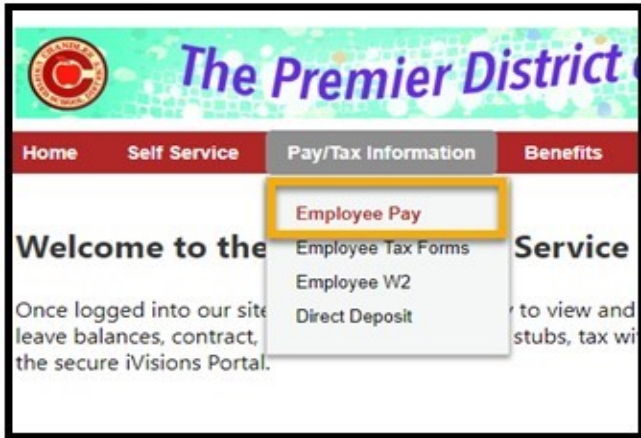 The Premier District
Home Self Service Pay/Tax Information Benefits
Employee Pay
Employee Tax Forms
Employee W2
Direct Deposit
Welcome to the Service
Once logged into our site to view and
leave balances, contract, stubs, tax
the secure iVisions Portal.